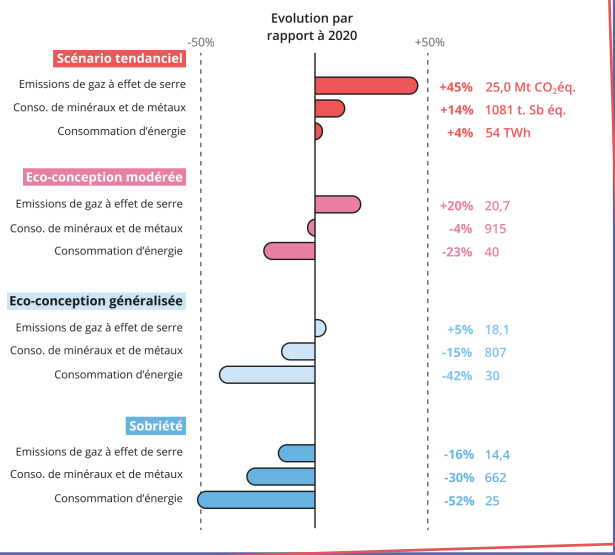 Evolution par
rapport à 2020
-50% +50%
Scénario tendanciel
Emissions de gaz à effet de serre +45% 25,0 Mt CO₂éq.
Conso. de minéraux et de métaux +14% 1081 t. Sb éq.
Consommation d'énergie +4% 54 TWh
Eco-conception modérée
Emissions de gaz à effet de serre +20% 20,7
Conso. de minéraux et de métaux -4% 915
Consommation d'énergie -23% 40
Eco-conception généralisée
Emissions de gaz à effet de serre +5% 18,1
Conso. de minéraux et de métaux -15% 807
Consommation d'énergie -42% 30
Sobriété
Emissions de gaz à effet de serre -16% 14,4
Conso. de minéraux et de métaux -30% 662
Consommation d'énergie -52% 25